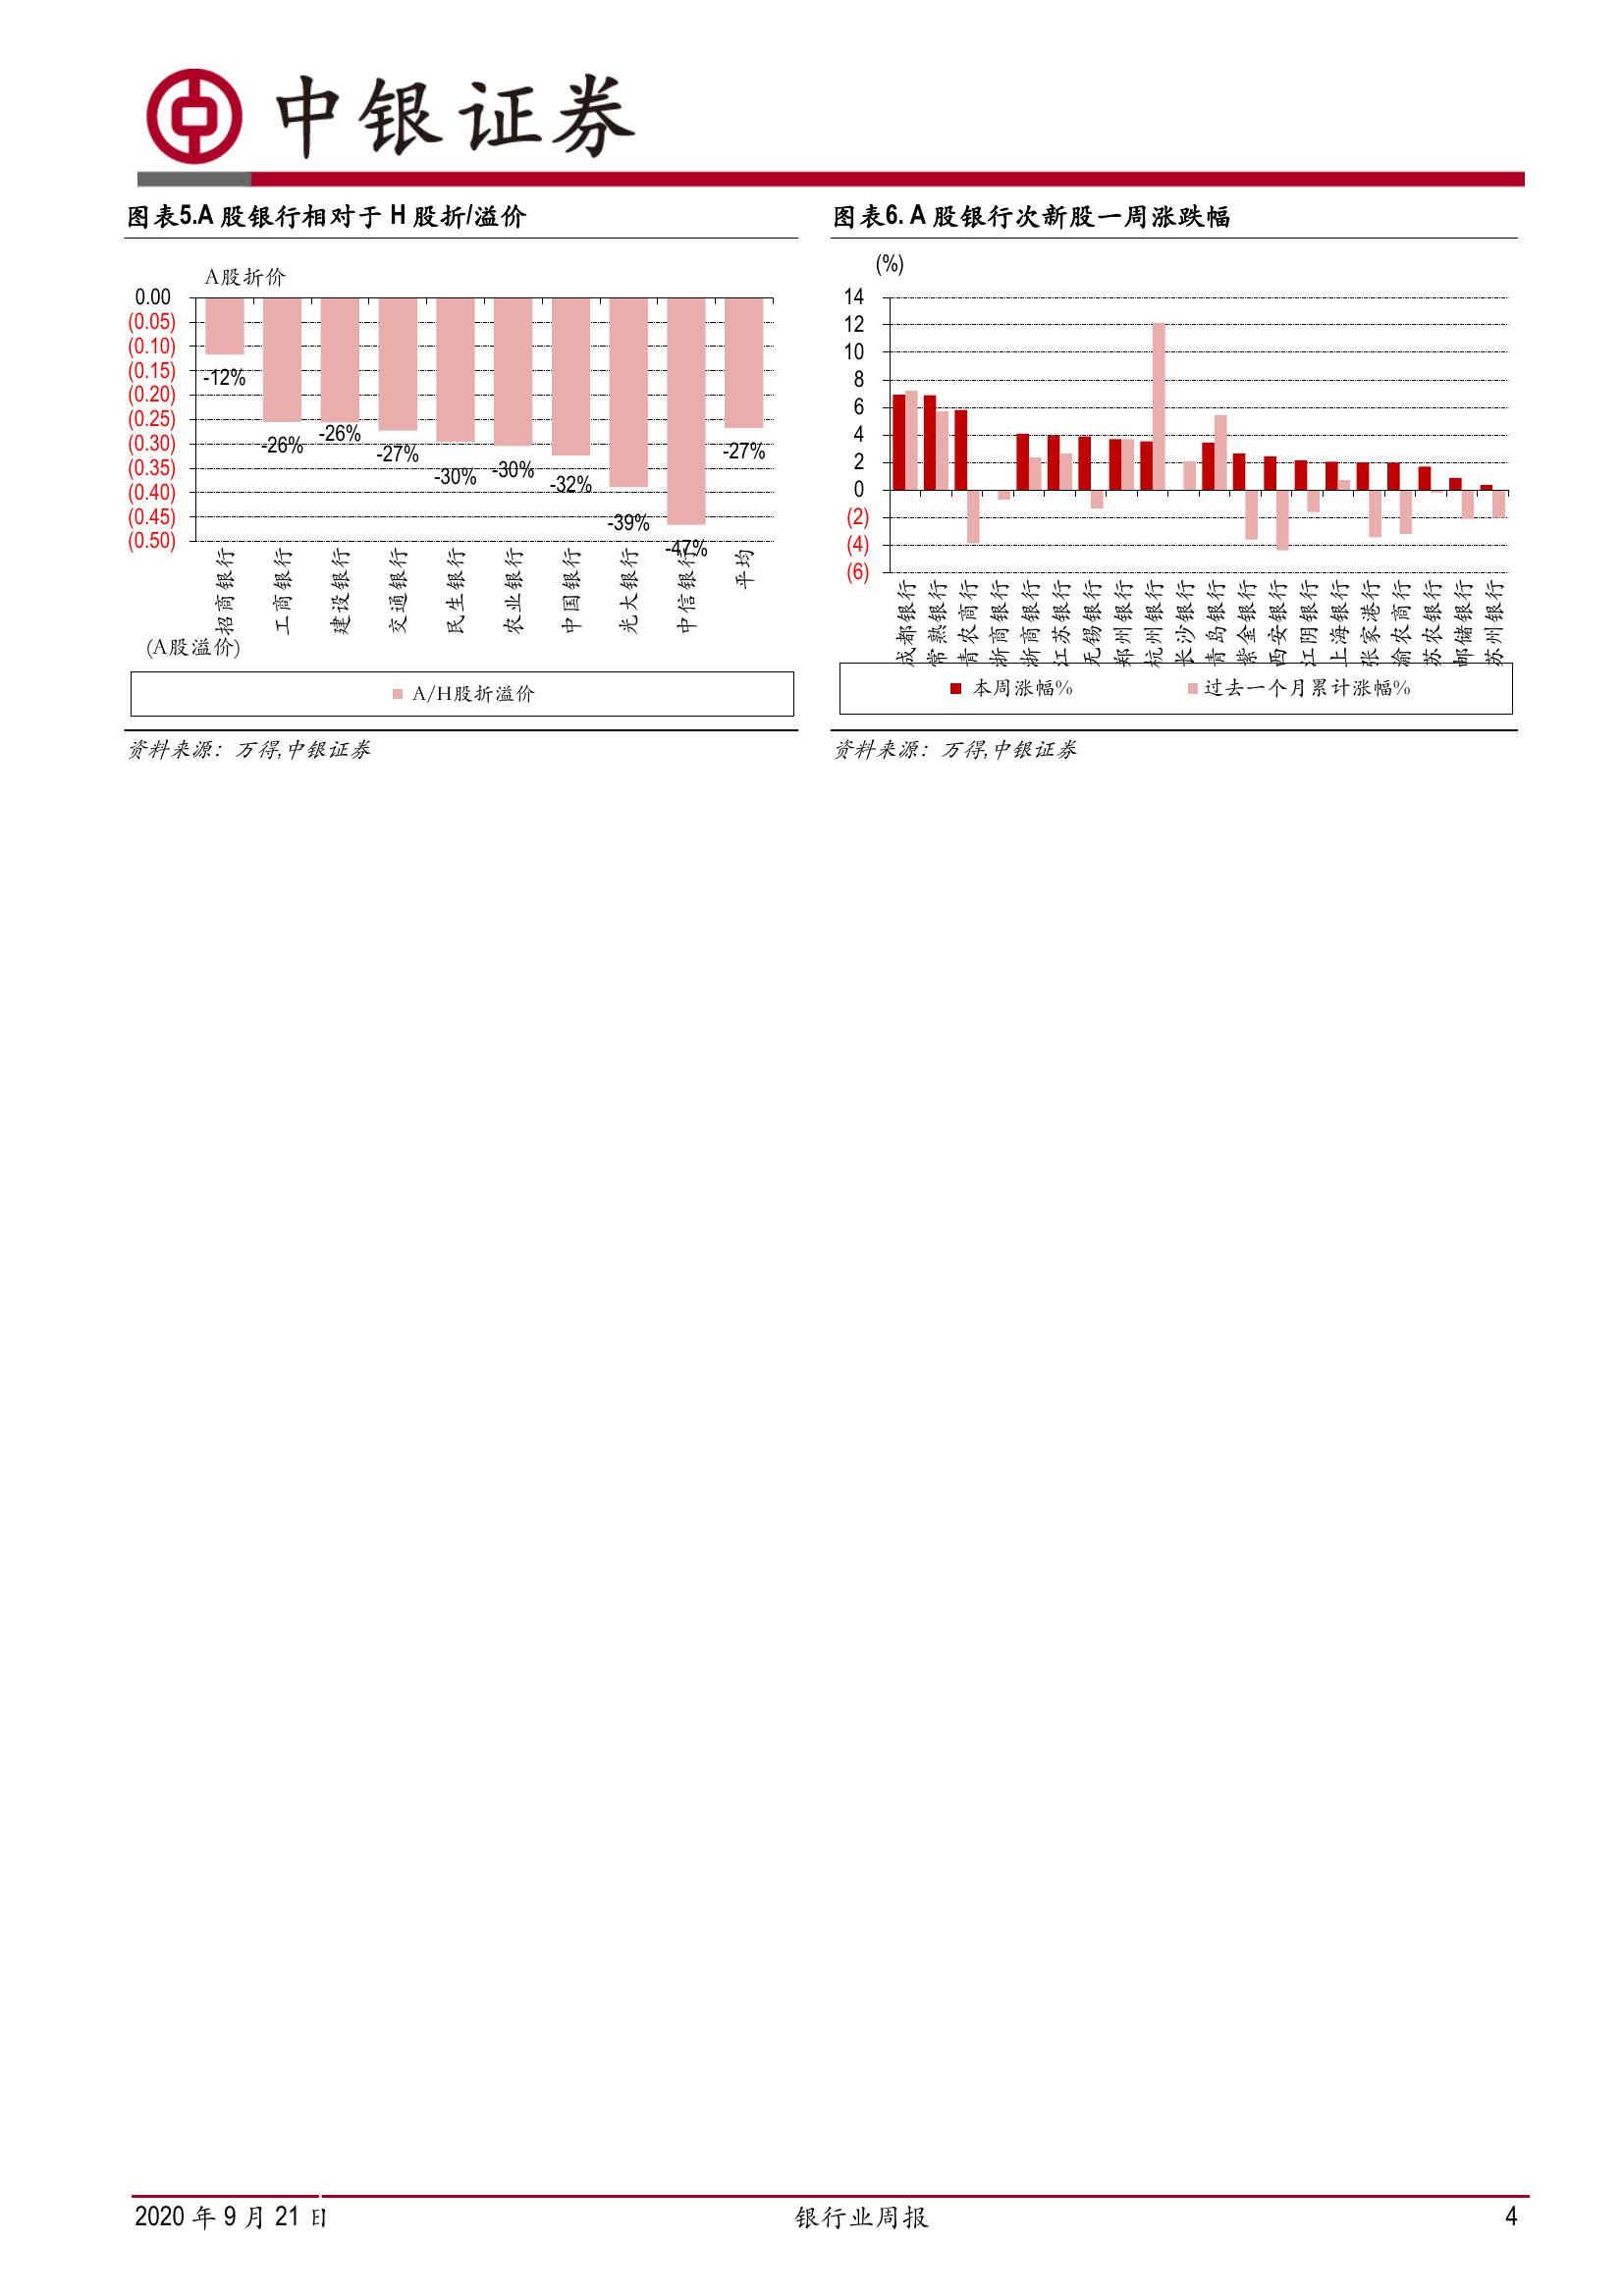 中银证券
图表5.A 股银行相对于 H 股折/溢价
A股折价
0.00
(0.05)
(0.10)
(0.15)
(0.20)
(0.25)
(0.30)
(0.35)
(0.40)
(0.45)
(0.50)
-12%
-26%
-26%
-27%
-30%
-30%
-32%
-39%
-47%
-27%
招商银行
工商银行
建设银行
交通银行
民生银行
农业银行
中国银行
光大银行
中信银行
平均
(A股溢价)
A/H股折溢价
资料来源：万得,中银证券
图表6. A 股银行次新股一周涨跌幅
(%)
14
12
10
8
6
4
2
0
(2)
(4)
(6)
成都银行
常熟银行
青农商行
浙商银行
浙商银行
江苏银行
无锡银行
郑州银行
杭州银行
长沙银行
青岛银行
紫金银行
西安银行
江阴银行
上海银行
张家港行
渝农商行
苏农银行
邮储银行
苏州银行
本周涨幅%
过去一个月累计涨幅%
资料来源：万得,中银证券
2020 年 9 月 21 日
银行业周报
4